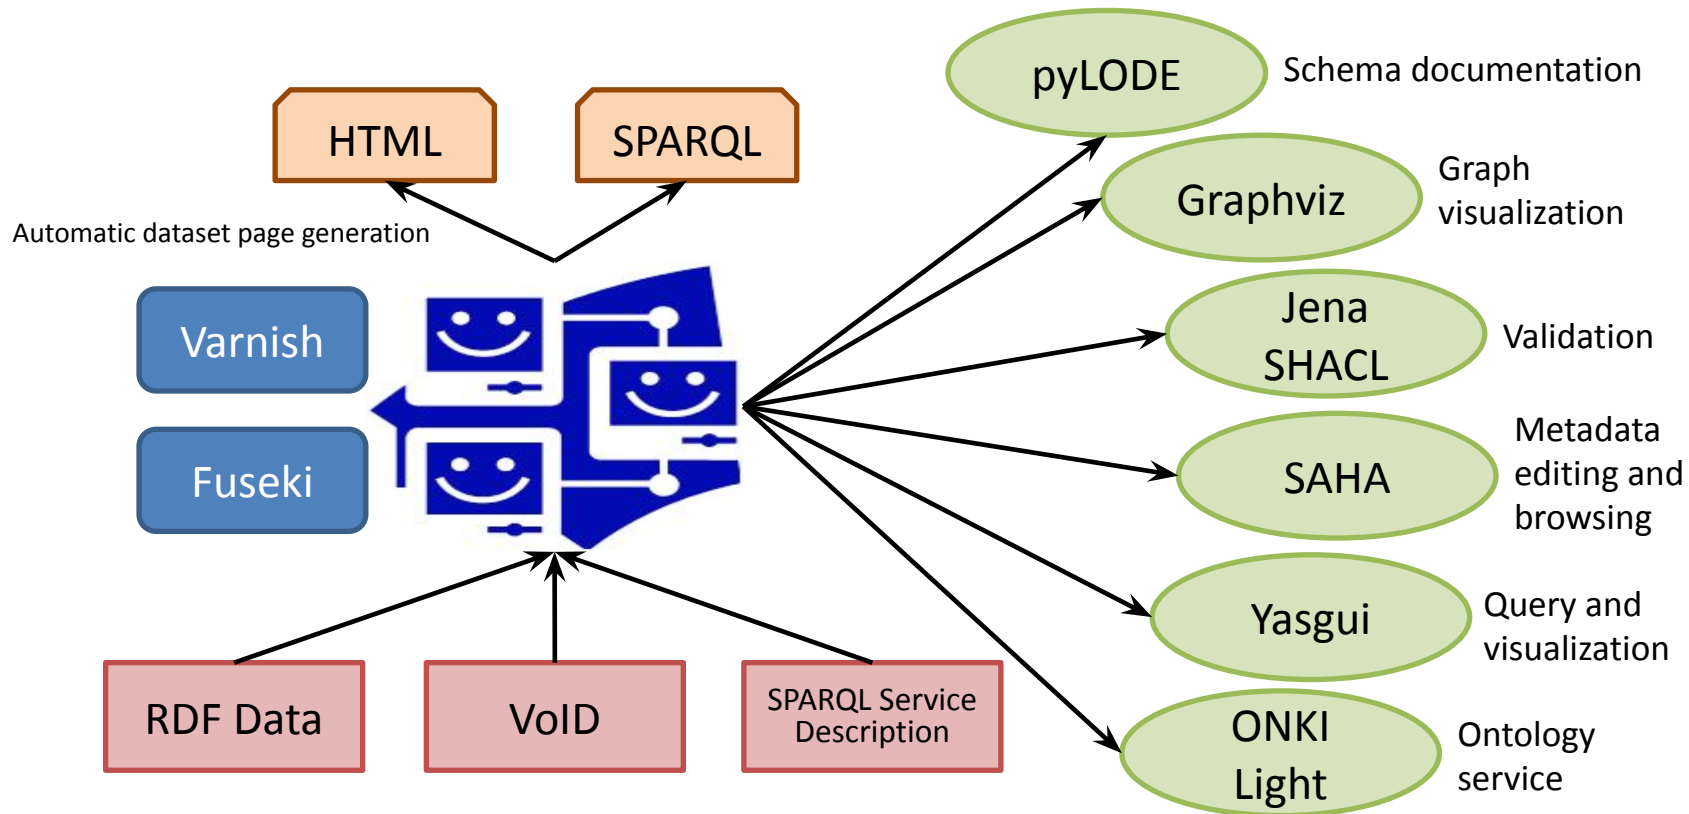 pyLODE
Schema documentation
HTML
SPARQL
Graphviz
Graph
visualization
Automatic dataset page generation
Varnish
Jena
SHACL
Validation
Fuseki
SAHA
Metadata
editing and
browsing
Yasgui
Query and
visualization
RDF Data
VoID
SPARQL Service
Description
ONKI
Light
Ontology
service